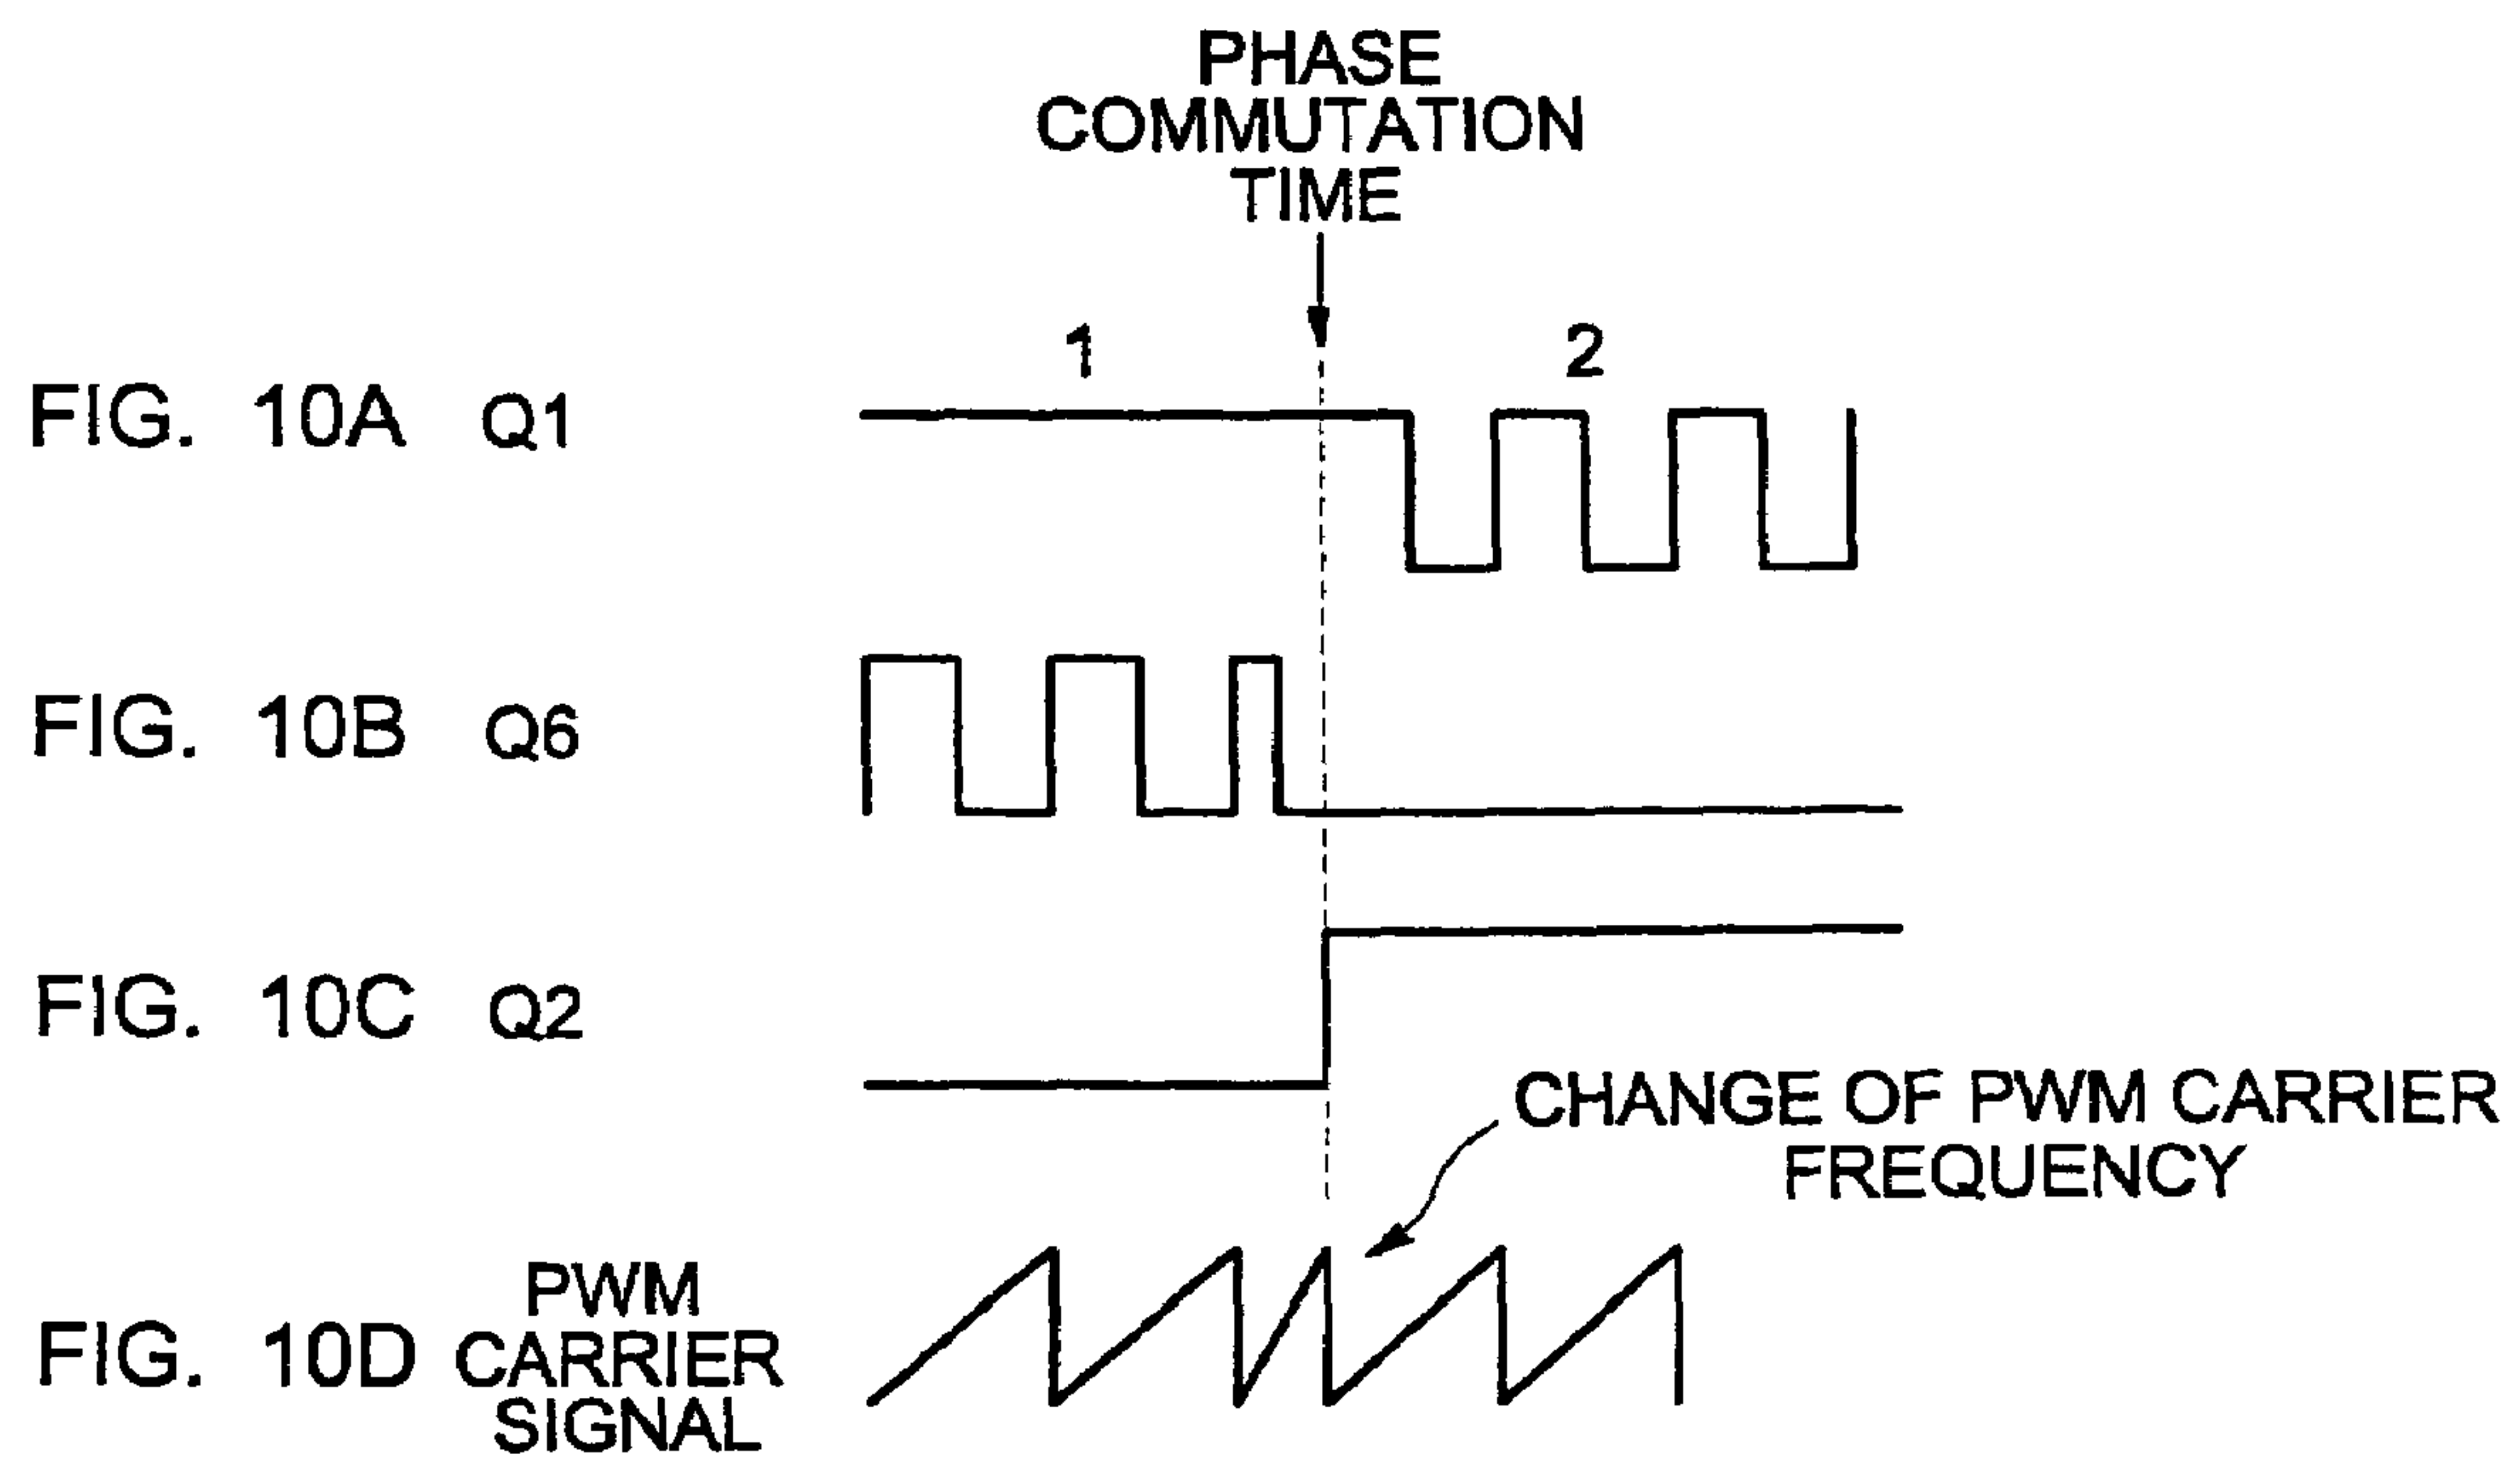 PHASE
COMMUTATION
TIME
1
2
FIG. 10A Q1
FIG. 10B Q6
FIG. 10C Q2
CHANGE OF PWM CARRIER
FREQUENCY
FIG. 10D
PWM
CARRIER
SIGNAL